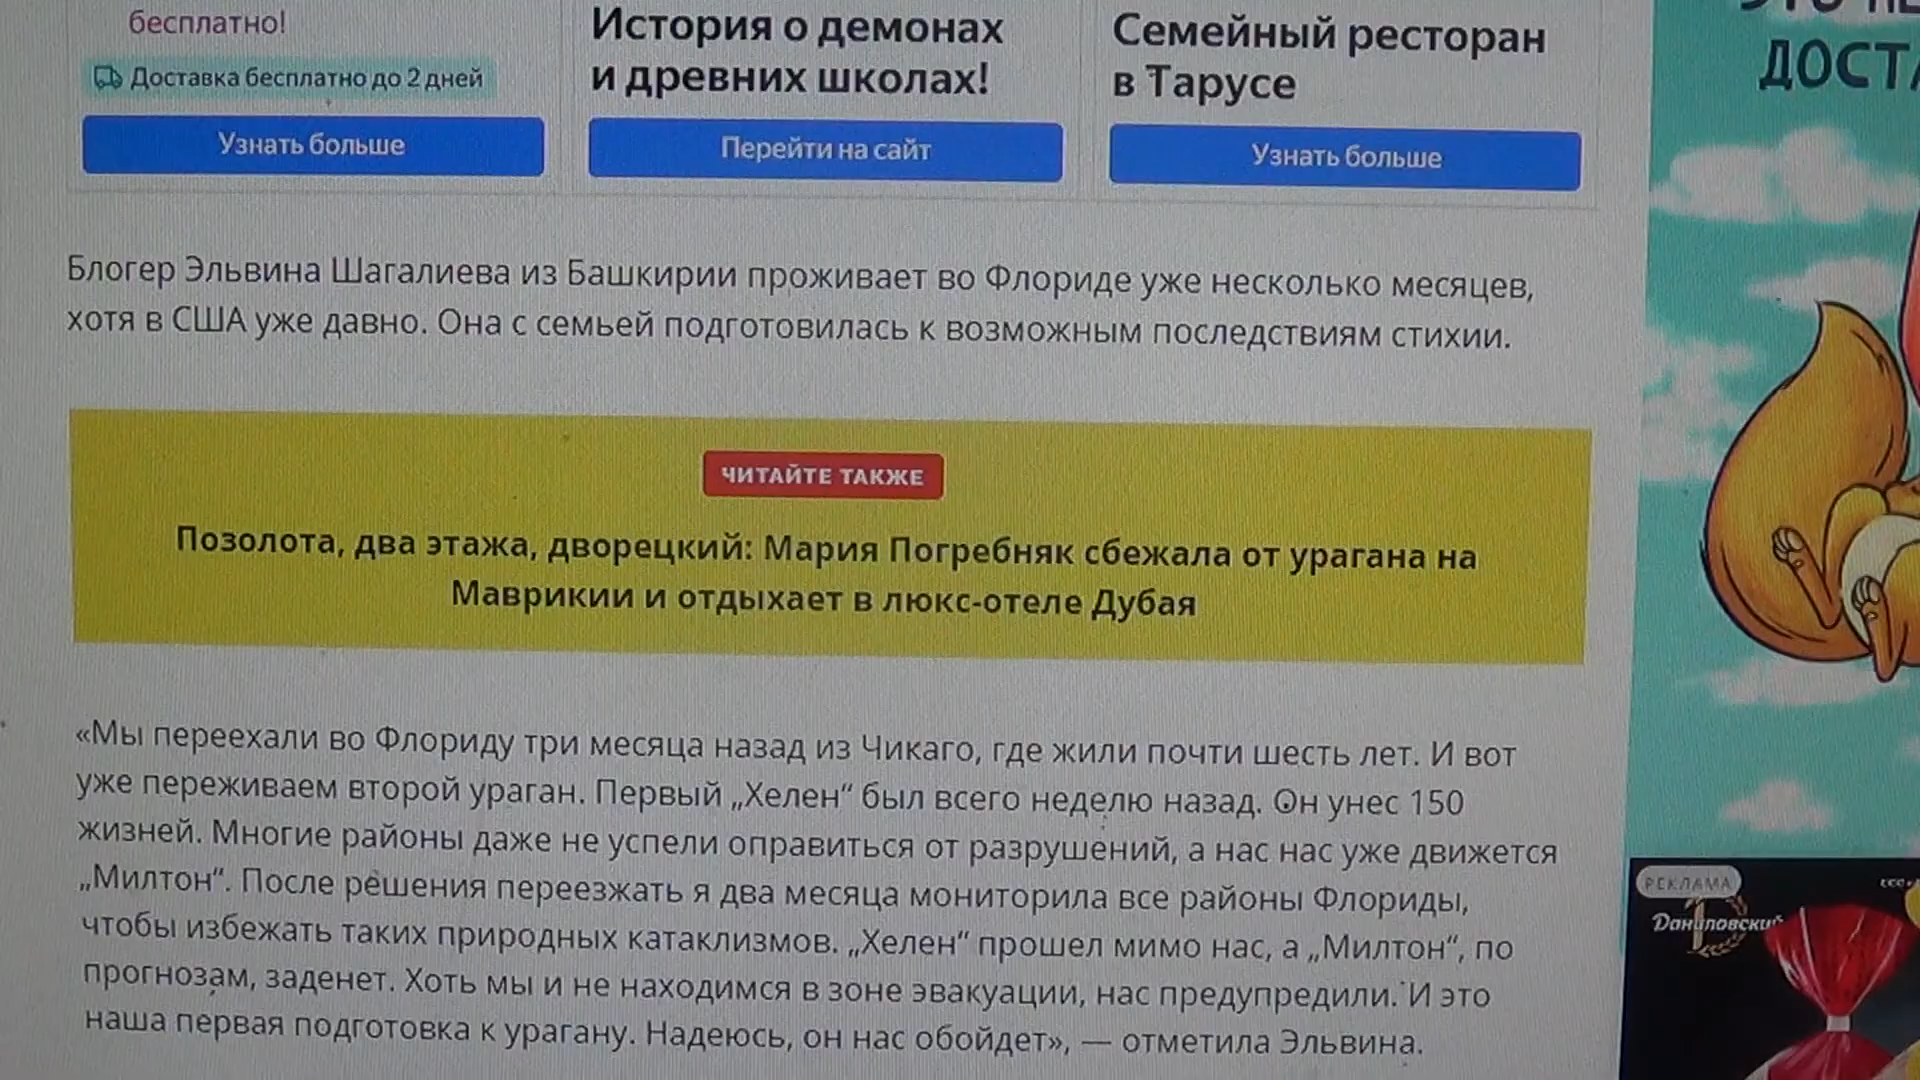 бесплатно!
Доставка бесплатно до 2 дней
Узнать больше
История о демонах
и древних школах!
Перейти на сайт
Семейный ресторан
в Тарусе
Узнать больше
ДОСТА
Блогер Эльвина Шагалиева из Башкирии проживает во Флориде уже несколько месяцев,
хотя в США уже давно. Она с семьей подготовилась к возможным последствиям стихии.
ЧИТАЙТЕ ТАКЖЕ
Позолота, два этажа, дворецкий: Мария Погребняк сбежала от урагана на
Маврикии и отдыхает в люкс-отеле Дубая
«Мы переехали во Флориду три месяца назад из Чикаго, где жили почти шесть лет. И вот
уже переживаем второй ураган. Первый „Хелен“ был всего неделю назад. Он унес 150
жизней. Многие районы даже не успели оправиться от разрушений, а нас нас уже движется
„Милтон“. После решения переезжать я два месяца мониторила все районы Флориды,
чтобы избежать таких природных катаклизмов. „Хелен“ прошел мимо нас, а „Милтон“, по
прогнозам, заденет. Хоть мы и не находимся в зоне эвакуации, нас предупредили. И это
наша первая подготовка к урагану. Надеюсь, он нас обойдет», — отметила Эльвина.
РЕКЛАМА
Даниловский